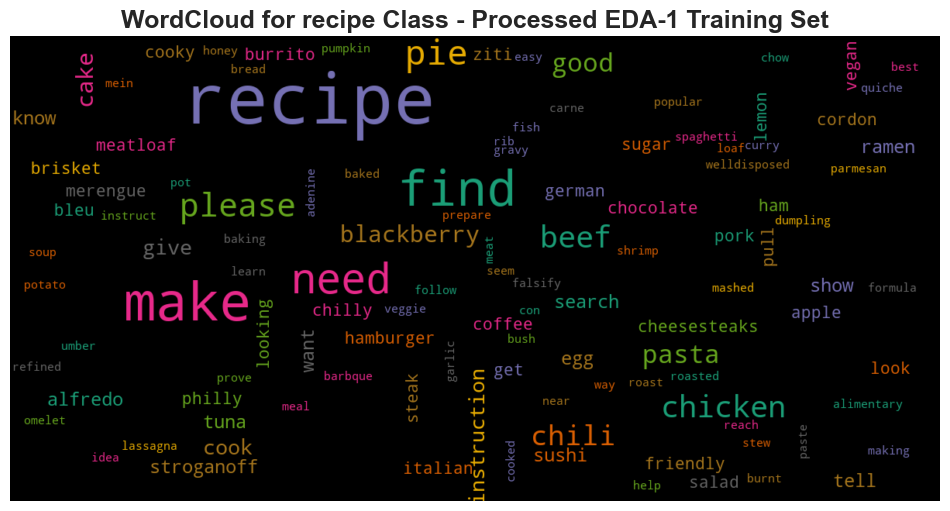 WordCloud for recipe Class - Processed EDA-1 Training Set
cooky honey burrito pumpkin pie ziti easy good chow vegan best
cake mein bread recipe carne popular lemon quiche
know fish cordon
meatloaf rib gravy sugar spaghetti loaf curry ramen
brisket pot adenine baked find german welldisposed parmesan
merengue please chocolate ham
bleu instruct prepare dumpling
soup give baking blackberry meat beef shrimp pork pull
potato learn need seem falsify mashed show formula
make chilly veggie follow con search apple
umber looking want hamburger coffee bush cheesesteaks
refined prove barbque garlic get egg pasta look
alfredo philly meal steak instruction near way roast roasted chicken alimentary
omelet tuna reach
lassagna cook chili stew paste making
idea stroganoff italian cooked sushi friendly
help salad burnt tell